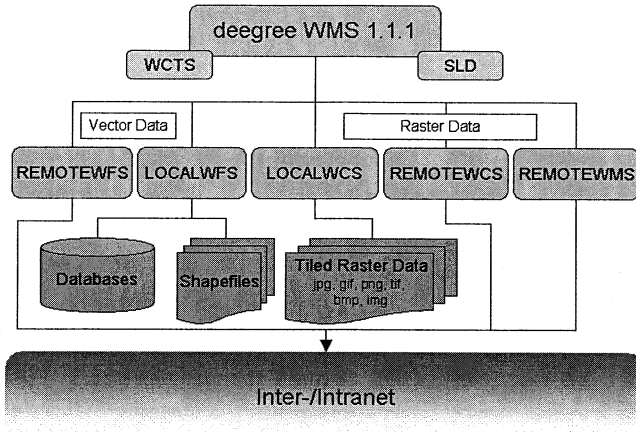 deegree WMS 1.1.1
WCTS
SLD
Vector Data
Raster Data
REMOTEWFS
LOCALWFS
LOCALWCS
REMOTEWCS
REMOTEWMS
Databases
Shapefiles
Tiled Raster Data
jpg, gif, png, tif,
bmp, img
Inter-/Intranet